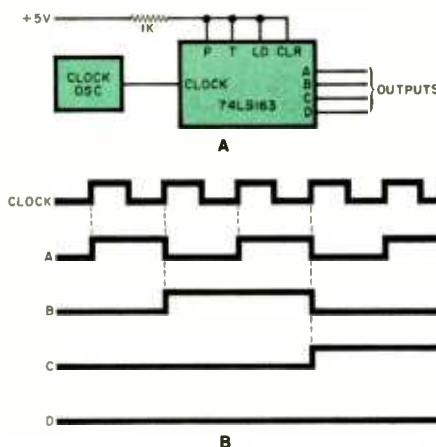 +5V
1K
P T LD CLR
CLOCK
OSC
CLOCK
74LS163
A
B
C
D
OUTPUTS
A
CLOCK
A
B
C
D
B